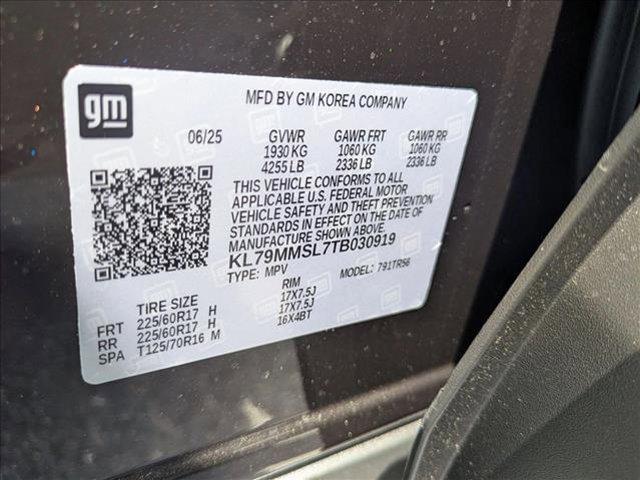 gm
MFD BY GM KOREA COMPANY
06/25 GVWR GAWR FRT GAWR RR
1930 KG 1060 KG 1060 KG
4255 LB 2336 LB 2336 LB
THIS VEHICLE CONFORMS TO ALL
APPLICABLE U.S. FEDERAL MOTOR
VEHICLE SAFETY AND THEFT PREVENTION
STANDARDS IN EFFECT ON THE DATE OF
MANUFACTURE SHOWN ABOVE.
KL79MMSL7TB030919
TYPE: MPV MODEL: 791TR56
TIRE SIZE RIM
FRT 225/60R17 H 17X7.5J
RR 225/60R17 H 17X7.5J
SPA T125/70R16 M 16X4BT